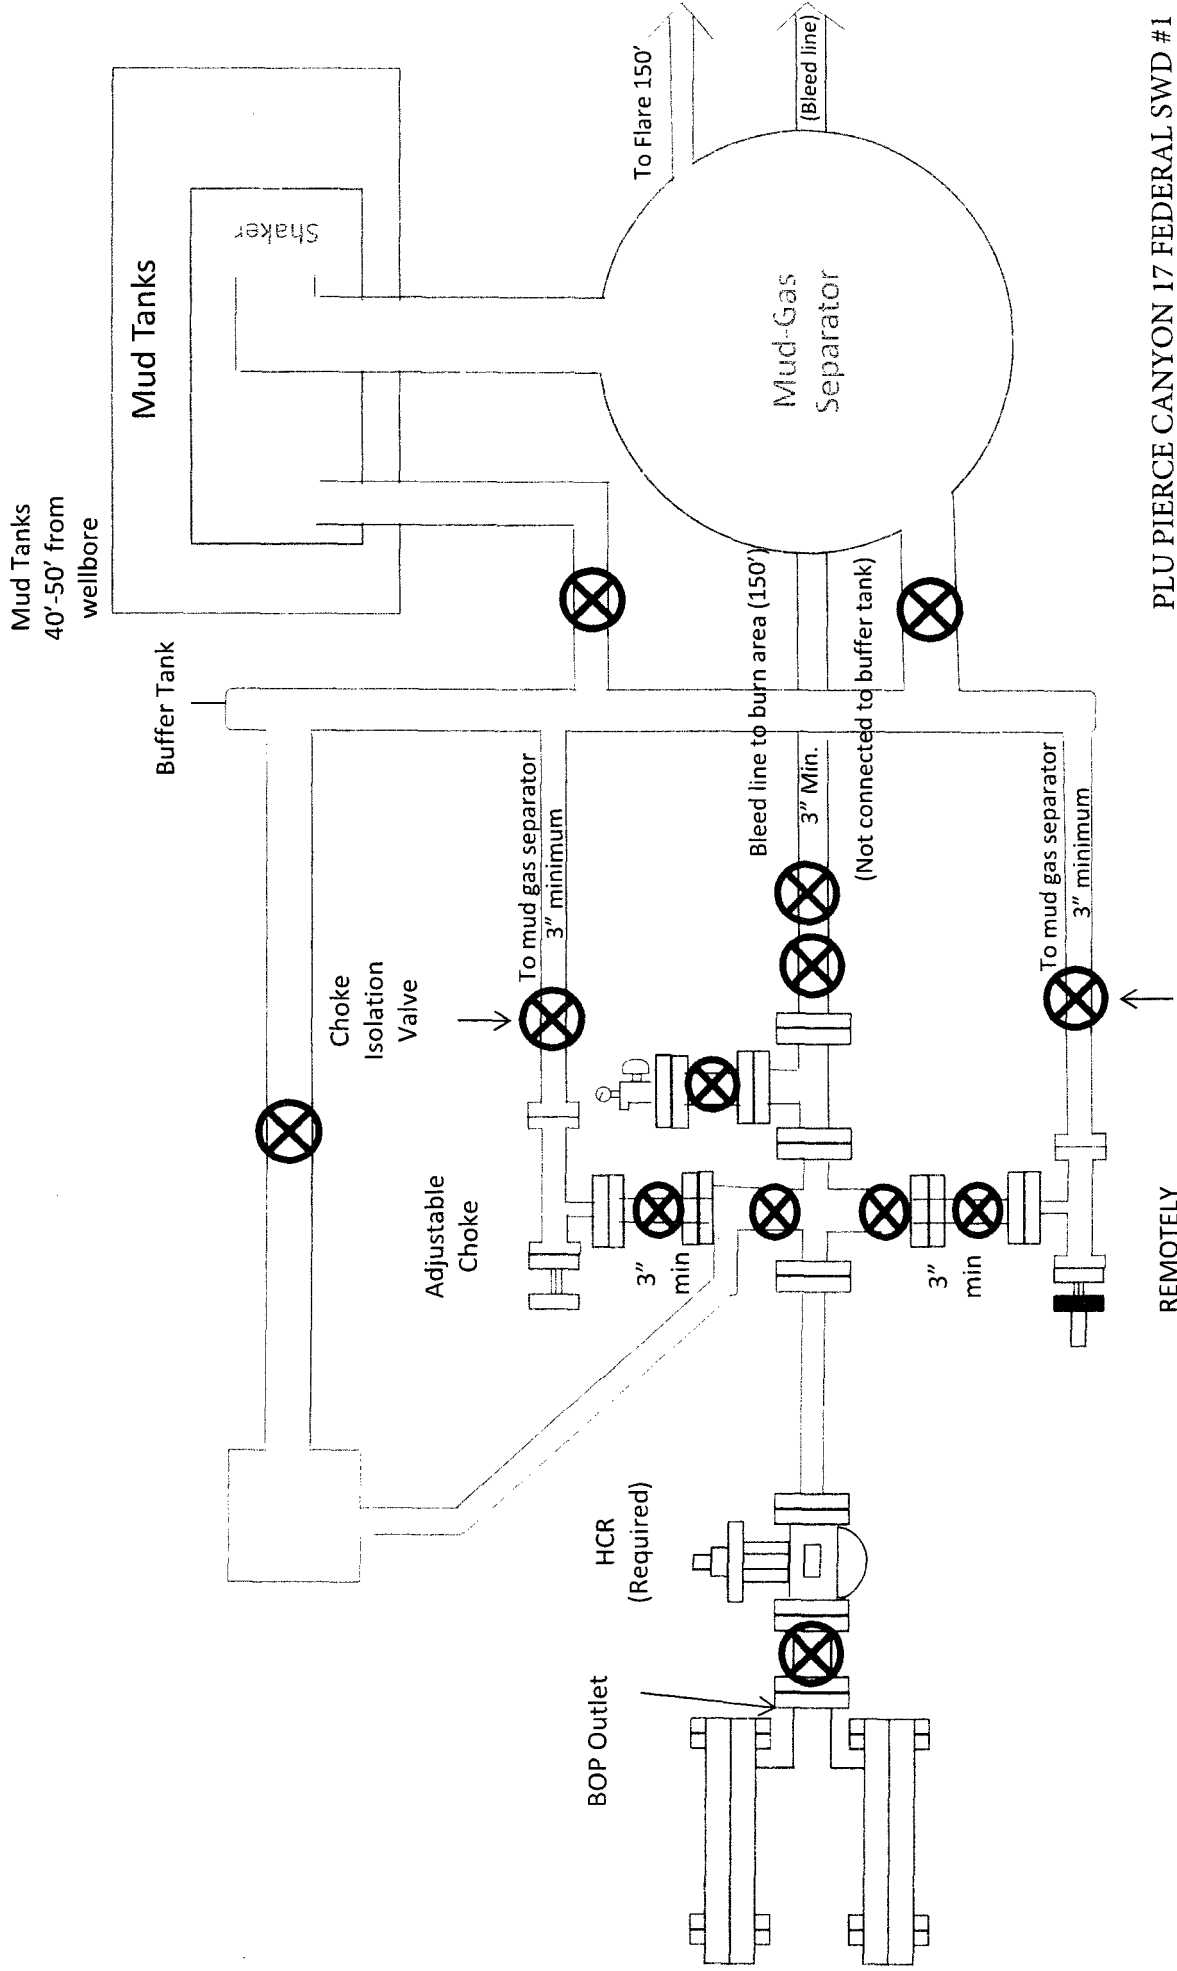 Mud Tanks
40'-50' from
wellbore
Mud Tanks
Shaker
Buffer Tank
To Flare 150'
(Bleed line)
Mud-Gas
Separator
Choke
Isolation
Valve
To mud gas separator
3" minimum
Bleed line to burn area (150')
3" Min.
(Not connected to buffer tank)
To mud gas separator
3" minimum
Adjustable
Choke
3"
min
3"
min
HCR
(Required)
BOP Outlet
REMOTELY
PLU PIERCE CANYON 17 FEDERAL SWD #1